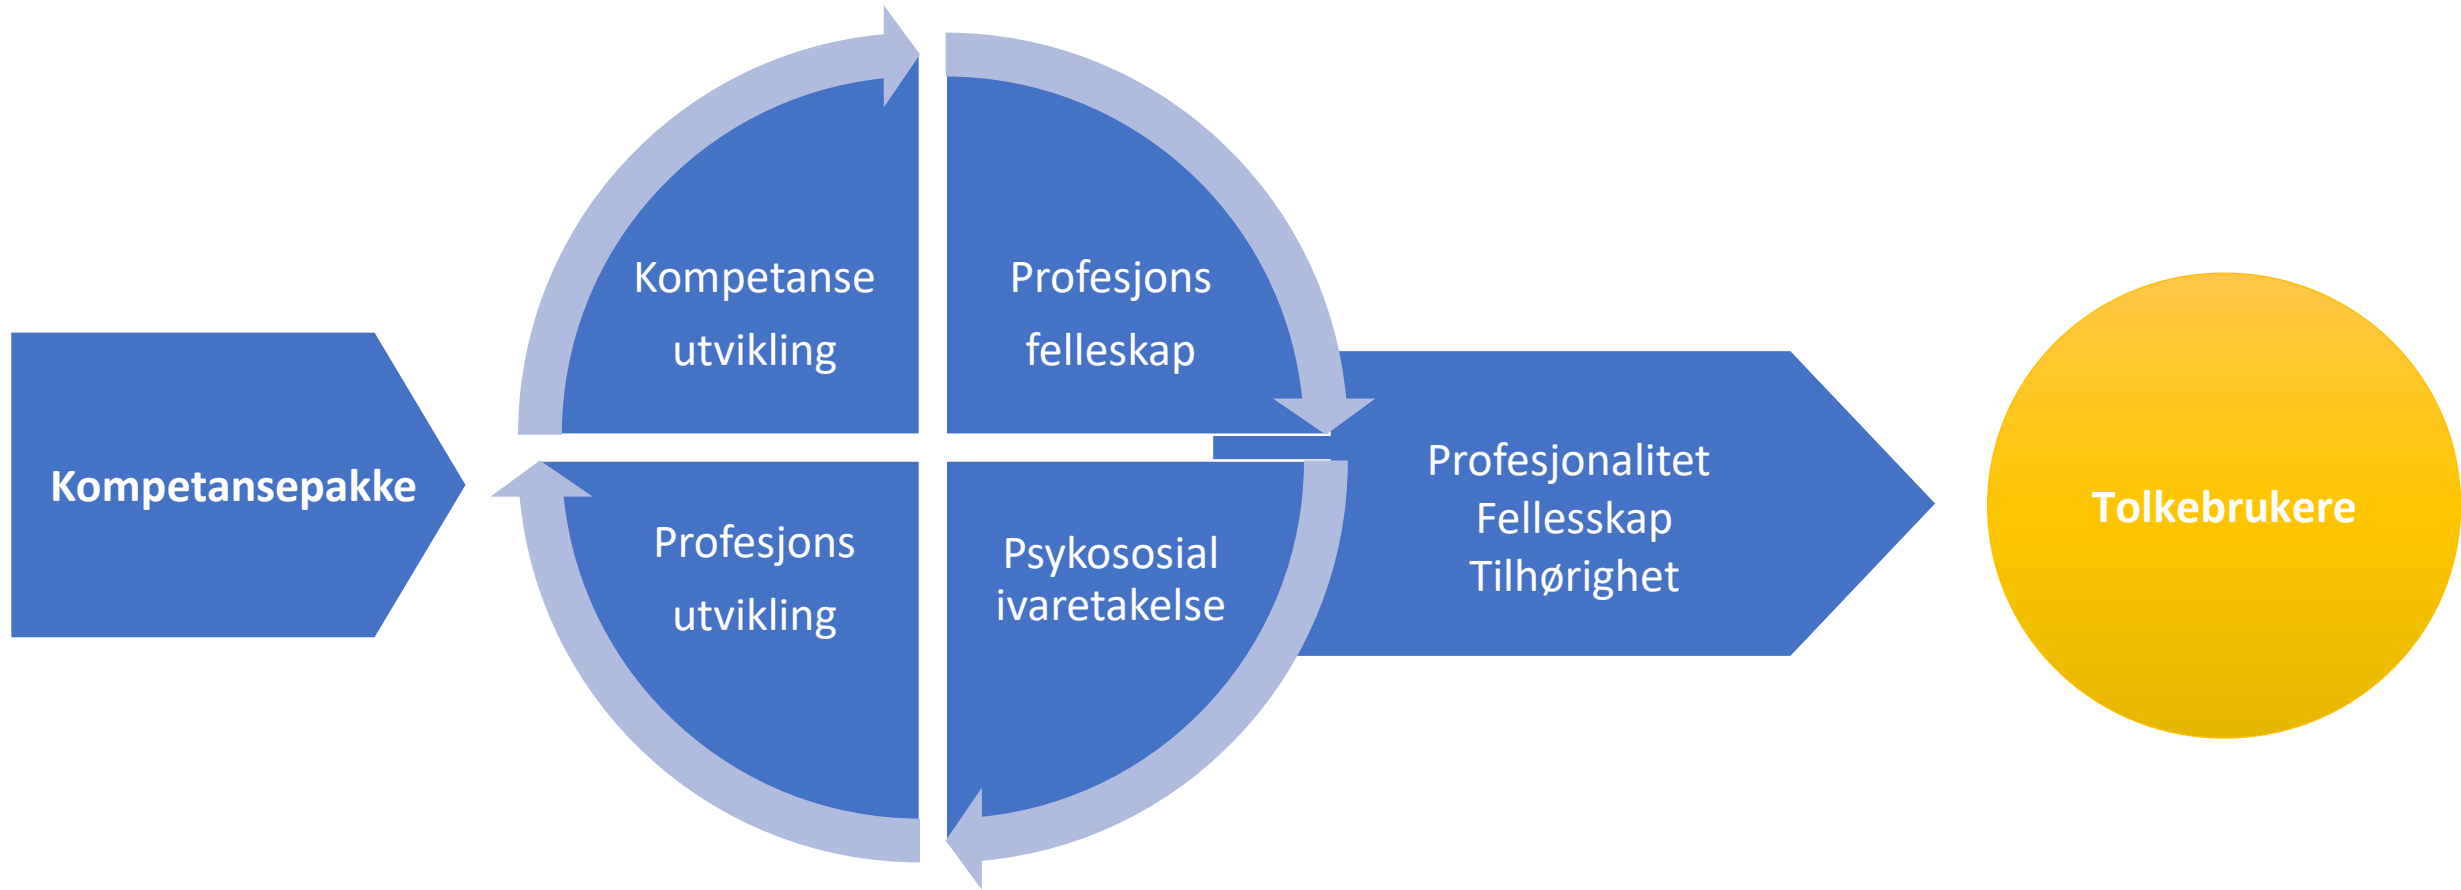 Kompetansepakke
Kompetanse
utvikling
Profesjons
felleskap
Profesjons
utvikling
Psykososial
ivaretakelse
Profesjonalitet
Fellesskap
Tilhørighet
Tolkebrukere